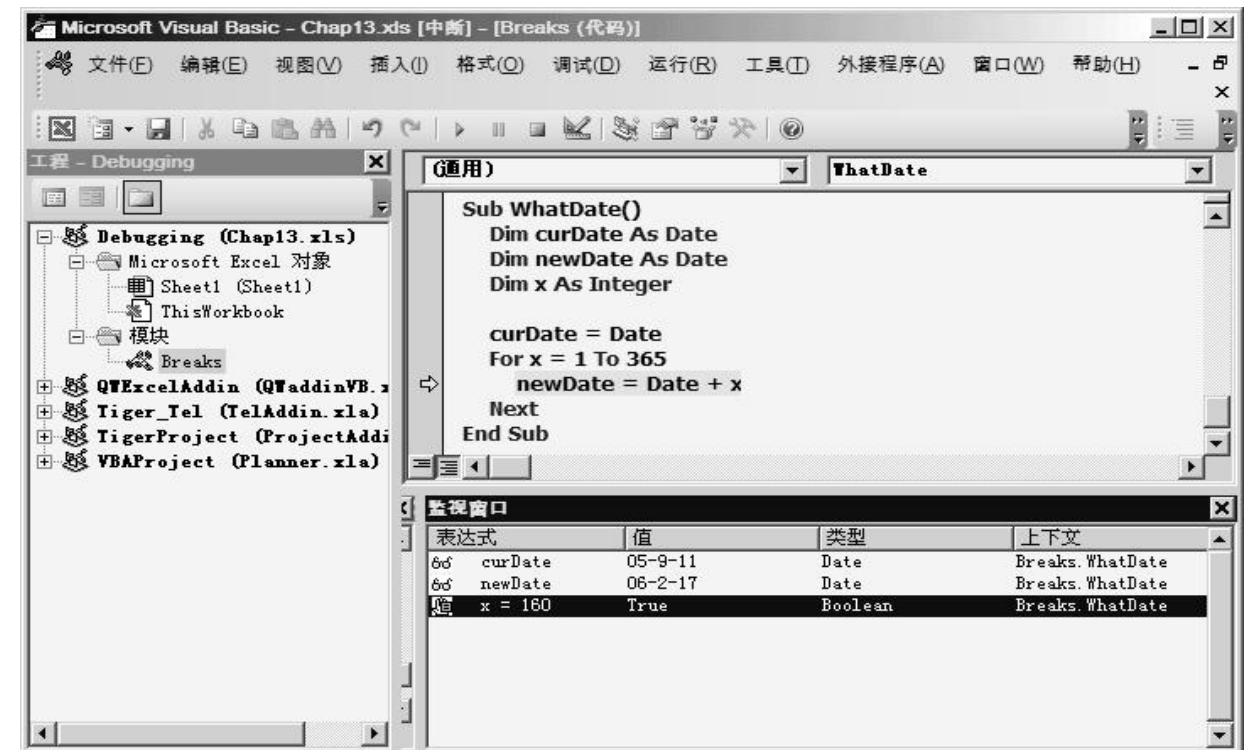 Microsoft Visual Basic - Chap13.xls [中断] - [Breaks (代码)]
文件(F) 编辑(E) 视图(V) 插入(I) 格式(O) 调试(D) 运行(R) 工具(T) 外接程序(A) 窗口(W) 帮助(H)
工程 - Debugging
(通用) WhatDate
Debugging (Chap13.xls)
Microsoft Excel 对象
Sheet1 (Sheet1)
ThisWorkbook
模块
Breaks
QTExcelAddin (QTaddinVB.x
Tiger_Tel (TelAddin.xla)
TigerProject (ProjectAddi
VBAProject (Planner.xla)
Sub WhatDate()
Dim curDate As Date
Dim newDate As Date
Dim x As Integer
curDate = Date
For x = 1 To 365
newDate = Date + x
Next
End Sub
监视窗口
表达式 值 类型 上下文
curDate 05-9-11 Date Breaks.WhatDate
newDate 06-2-17 Date Breaks.WhatDate
x = 160 True Boolean Breaks.WhatDate